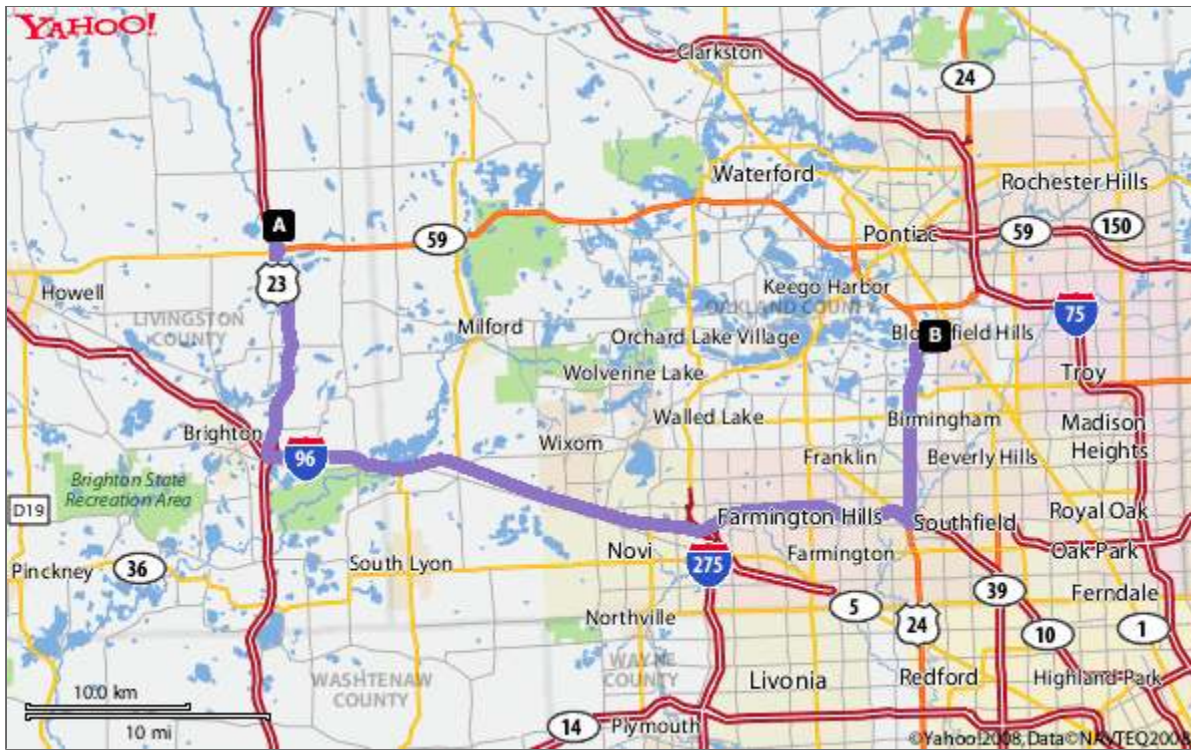 YAHOO!
Clarkston
24
Waterford
Rochester Hills
A
59
Pontiac
59
150
23
Howell
Keego Harbor
OAKLAND COUNTY
LIVINGSTON
COUNTY
75
Milford
Orchard Lake Village
B
Bloomfield Hills
Wolverine Lake
Troy
Walled Lake
Birmingham
Madison
Heights
Brighton
Wixom
96
Franklin
Beverly Hills
Brighton State
Recreation Area
D19
Farmington Hills
Southfield
Royal Oak
Novi
Farmington
Oak Park
Pinckney
36
South Lyon
275
39
Ferndale
5
Northville
24
10
1
WAYNE
COUNTY
WASHTENAW
COUNTY
Livonia
Redford
Highland Park
10.0 km
10 mi
14
Plymouth
©Yahoo!2008,Data©NAVTEQ2008